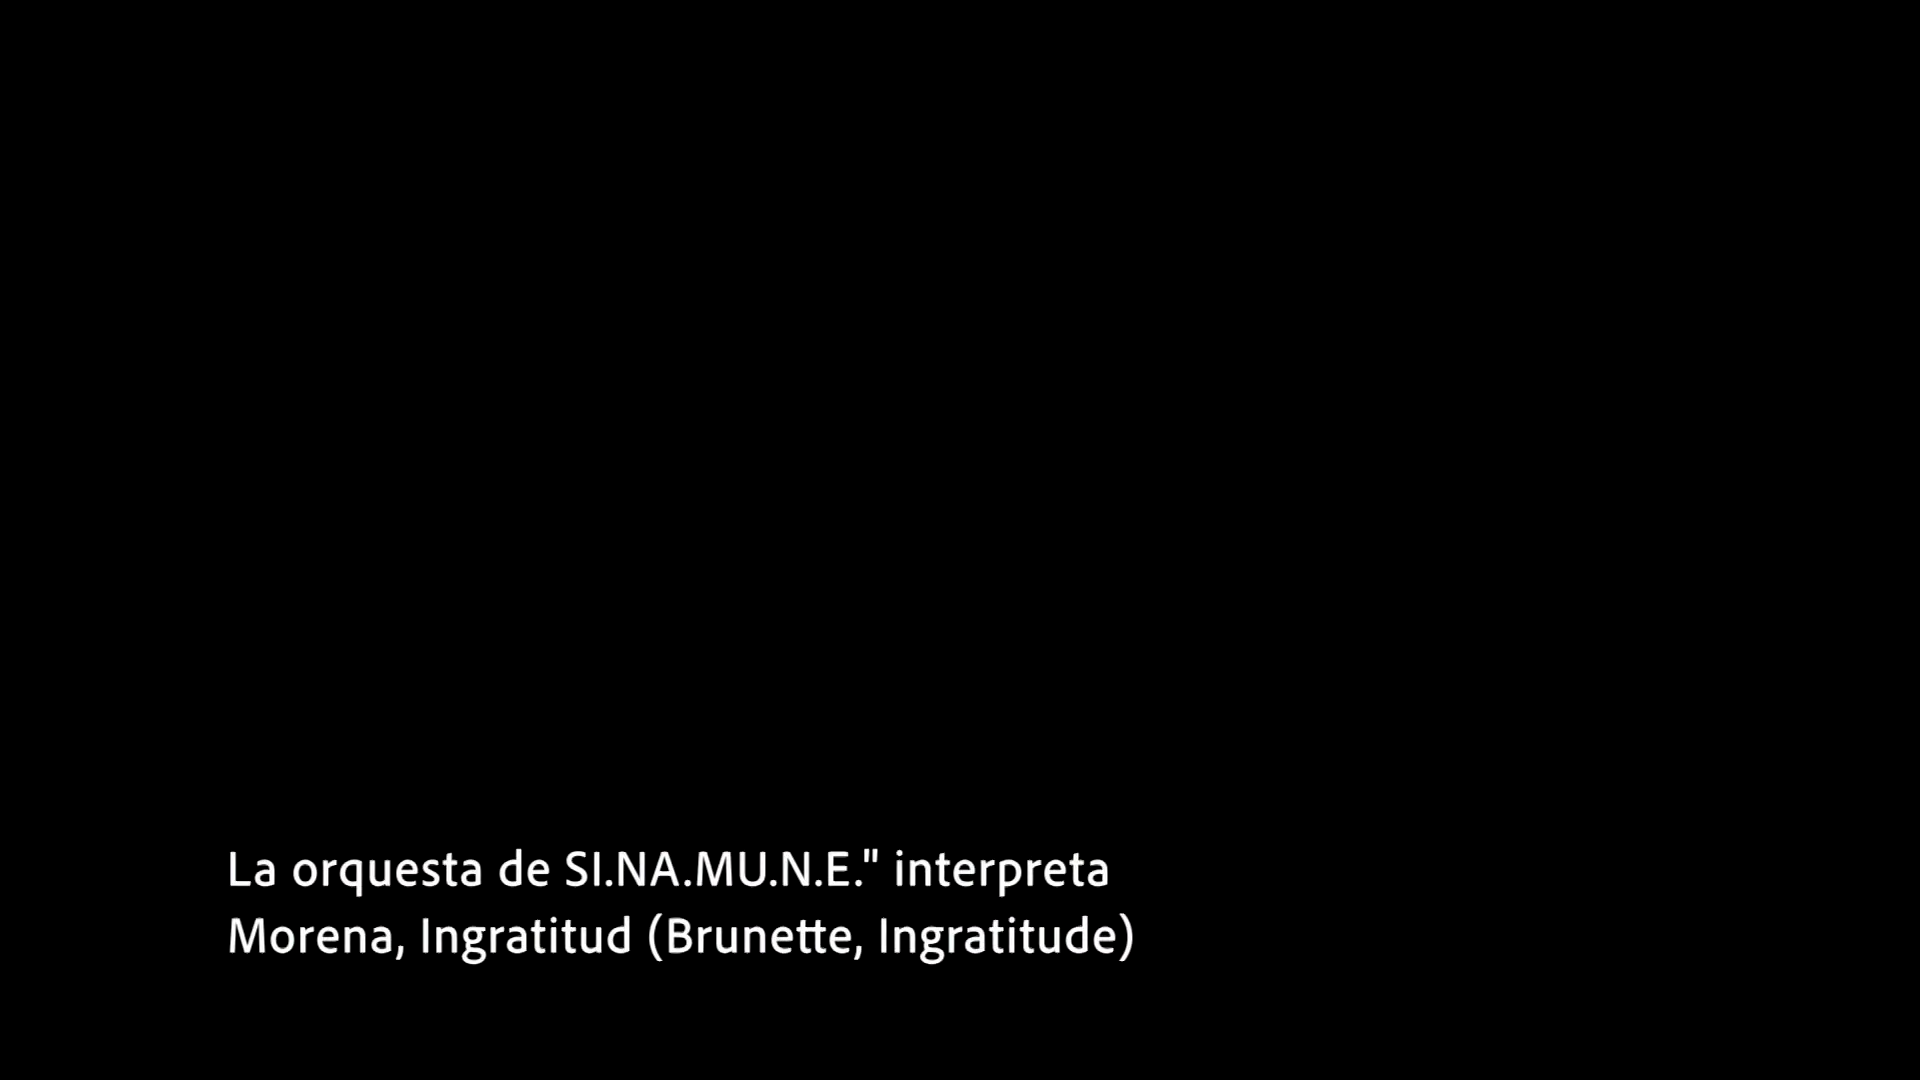 La orquesta de SI.NA.MU.N.E." interpreta
Morena, Ingratitud (Brunette, Ingratitude)